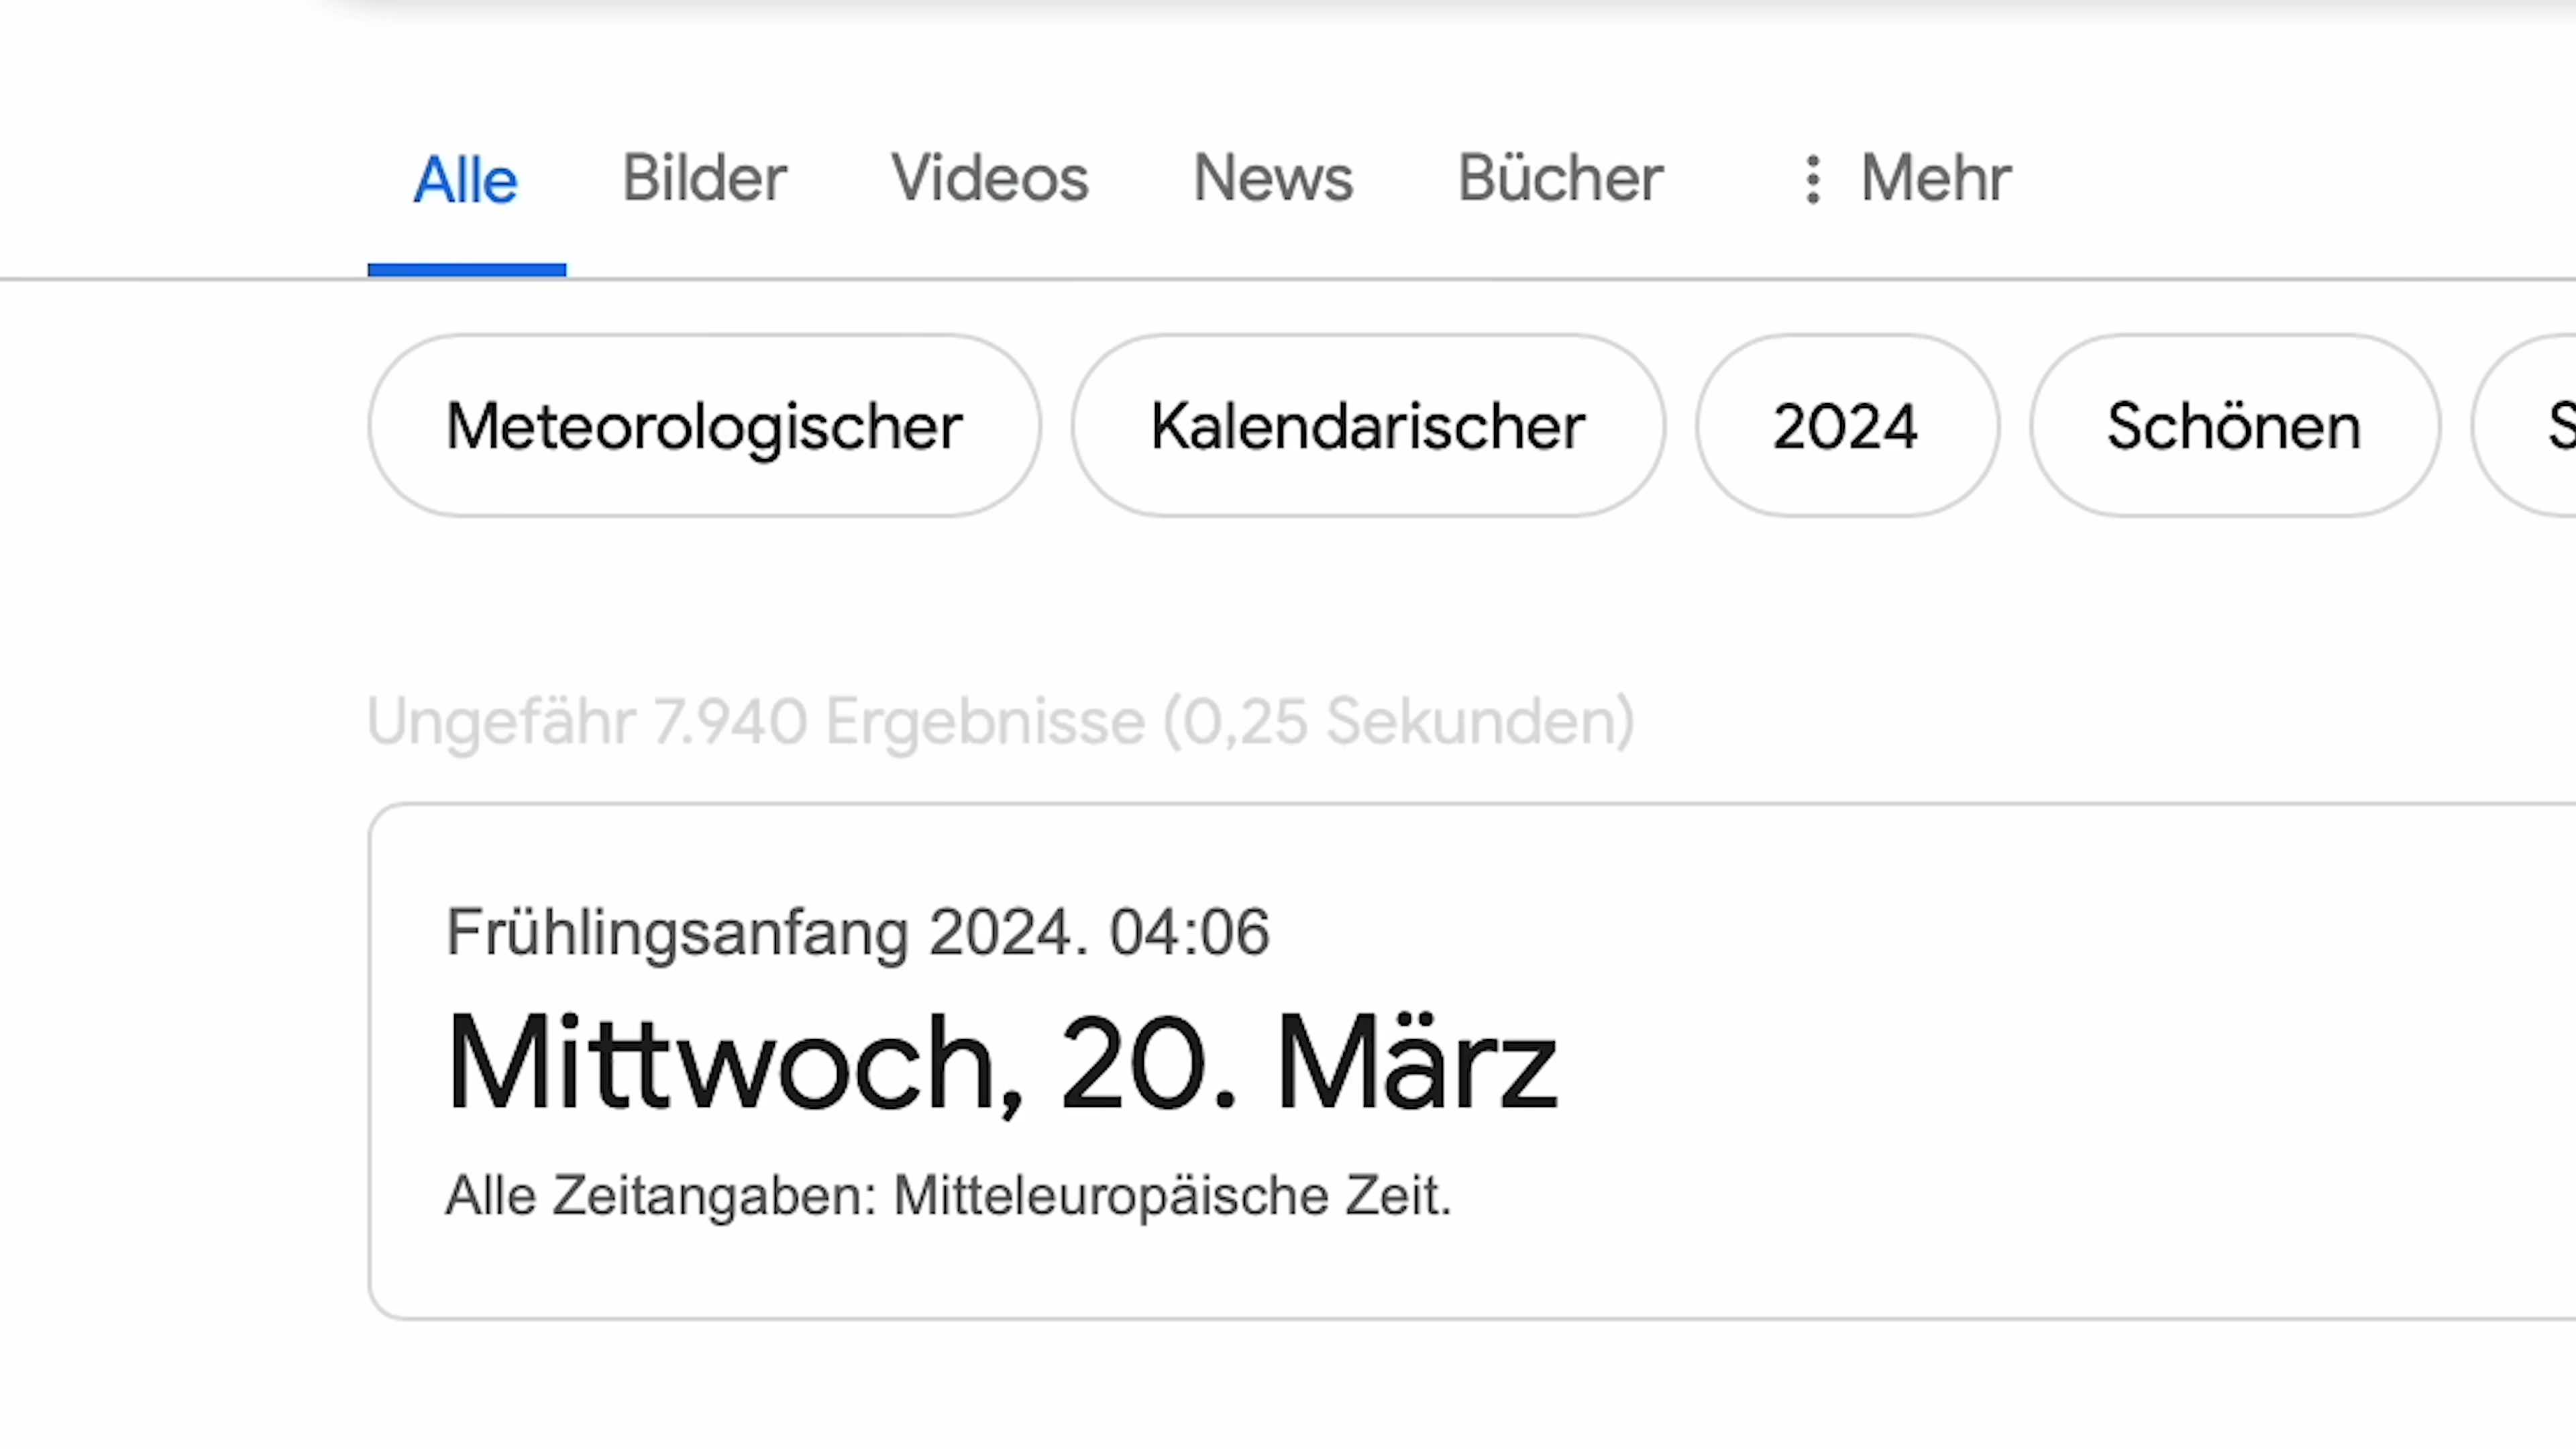 Alle Bilder Videos News Bücher Mehr
Meteorologischer Kalendarischer 2024 Schönen
Ungefähr 7.940 Ergebnisse (0,25 Sekunden)
Frühlingsanfang 2024. 04:06
Mittwoch, 20. März
Alle Zeitangaben: Mitteleuropäische Zeit.